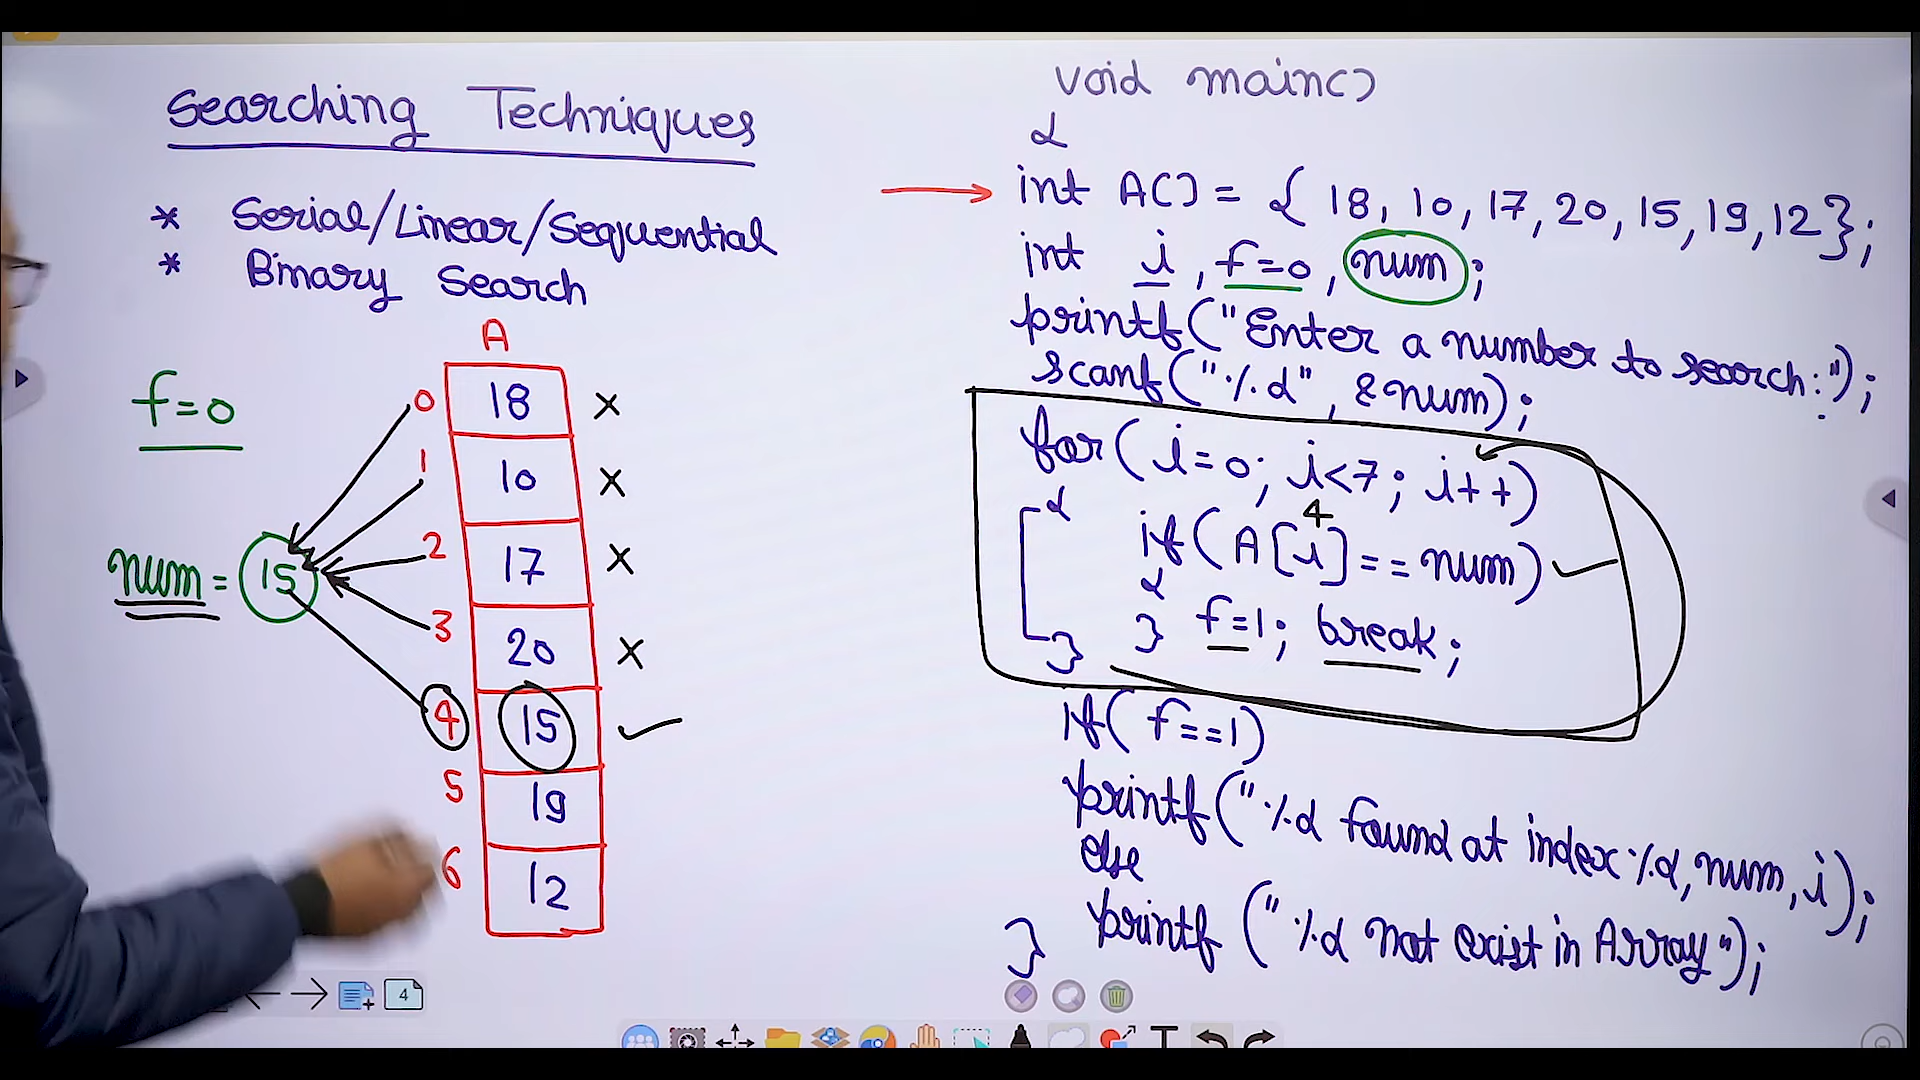 Searching Techniques
* Serial/Linear/Sequential
* Binary Search
A
f=0
num = 15
0 18 ×
1 10 ×
2 17 ×
3 20 ×
4 15 ✓
5 19
6 12
void main()
{
int A[] = { 18, 10, 17, 20, 15, 19, 12};
int i, f=0, num;
printf("Enter a number to search:");
scanf("%d", &num);
for( i=0; i<7; i++)
{
4
if( A[i]==num) ✓
{
} f=1; break;
}
if( f==1)
printf("%d found at index %d, num, i);
else
printf ("%d not exist in Array");
}
4
T